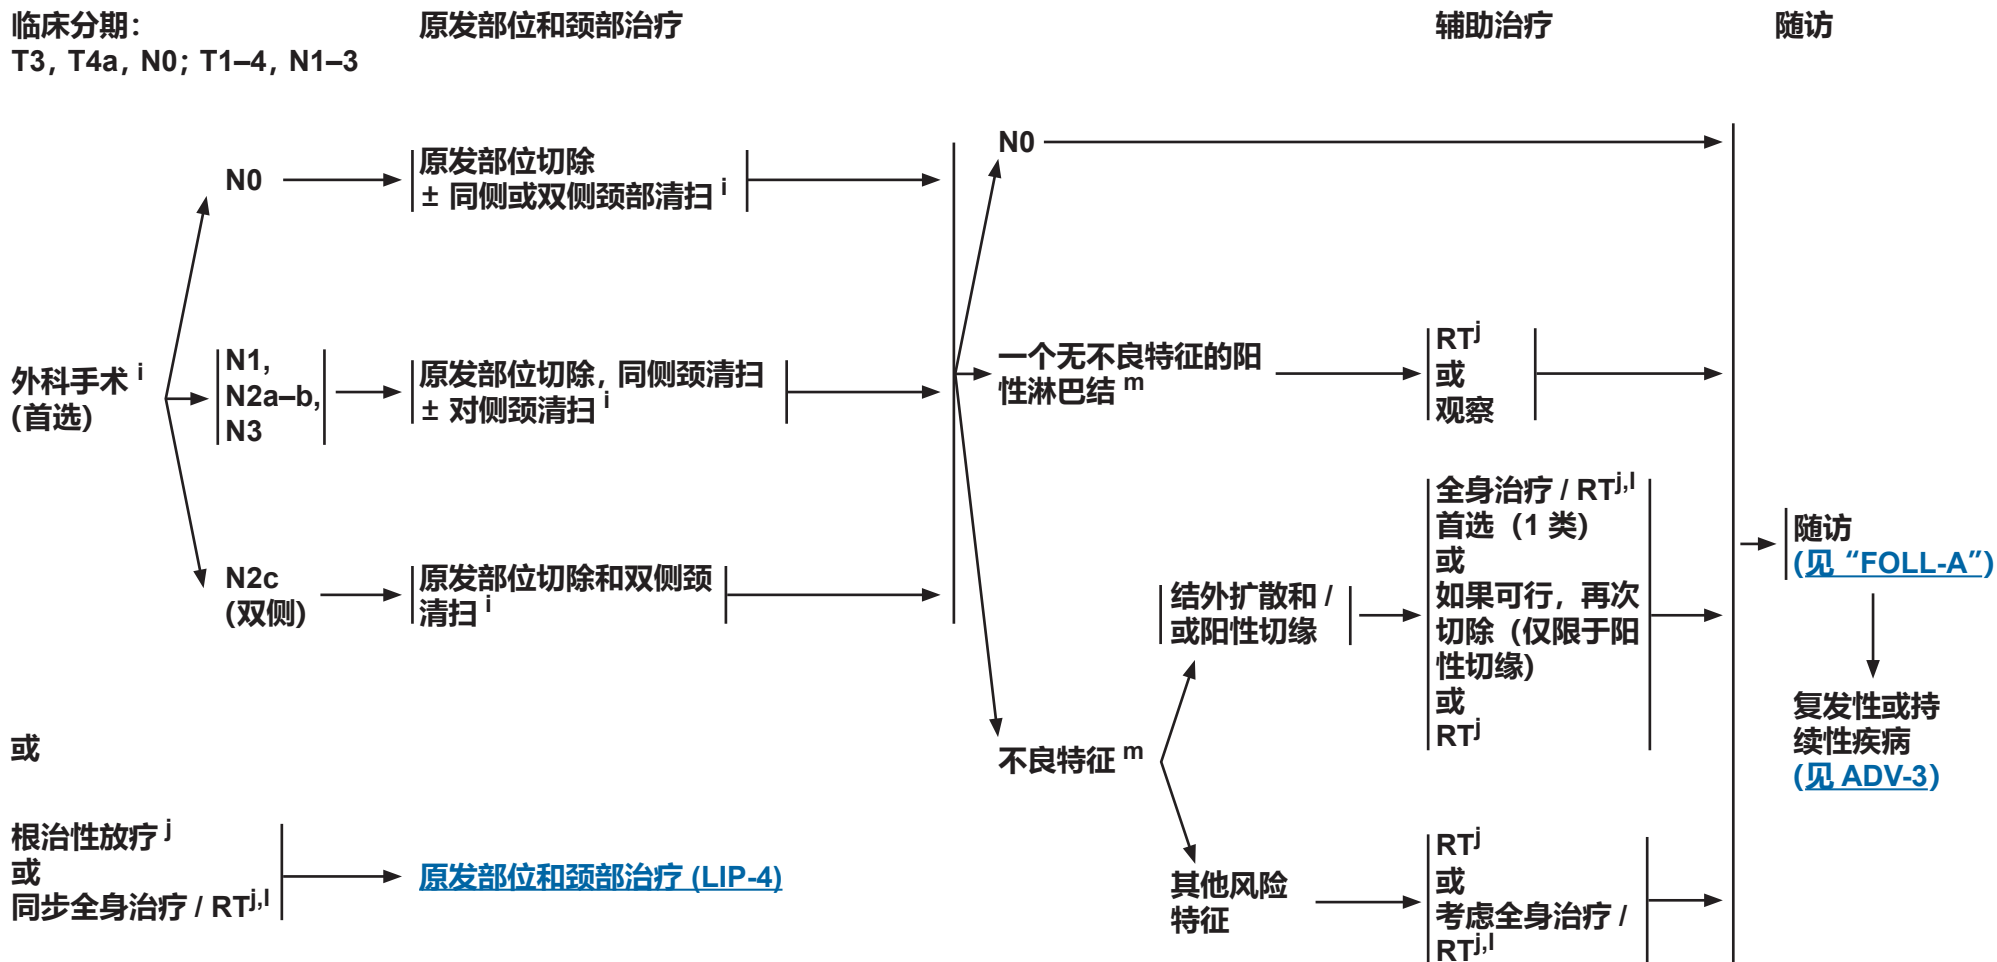 临床分期：
T3, T4a, N0; T1–4, N1–3
原发部位和颈部治疗
辅助治疗
随访
外科手术 i
(首选)
N0
原发部位切除
± 同侧或双侧颈部清扫 i
N1,
N2a–b,
N3
原发部位切除, 同侧颈清扫
± 对侧颈清扫 i
N2c
(双侧)
原发部位切除和双侧颈
清扫 i
N0
一个无不良特征的阳
性淋巴结 m
RTj
或
观察
不良特征 m
结外扩散和 /
或阳性切缘
全身治疗 / RTj,l
首选（1 类）
或
如果可行，再次
切除（仅限于阳
性切缘)
或
RTj
其他风险
特征
RTj
或
考虑全身治疗 /
RTj,l
随访
(见 “FOLL-A”)
复发性或持
续性疾病
(见 ADV-3)
或
根治性放疗 j
或
同步全身治疗 / RTj,l
原发部位和颈部治疗 (LIP-4)